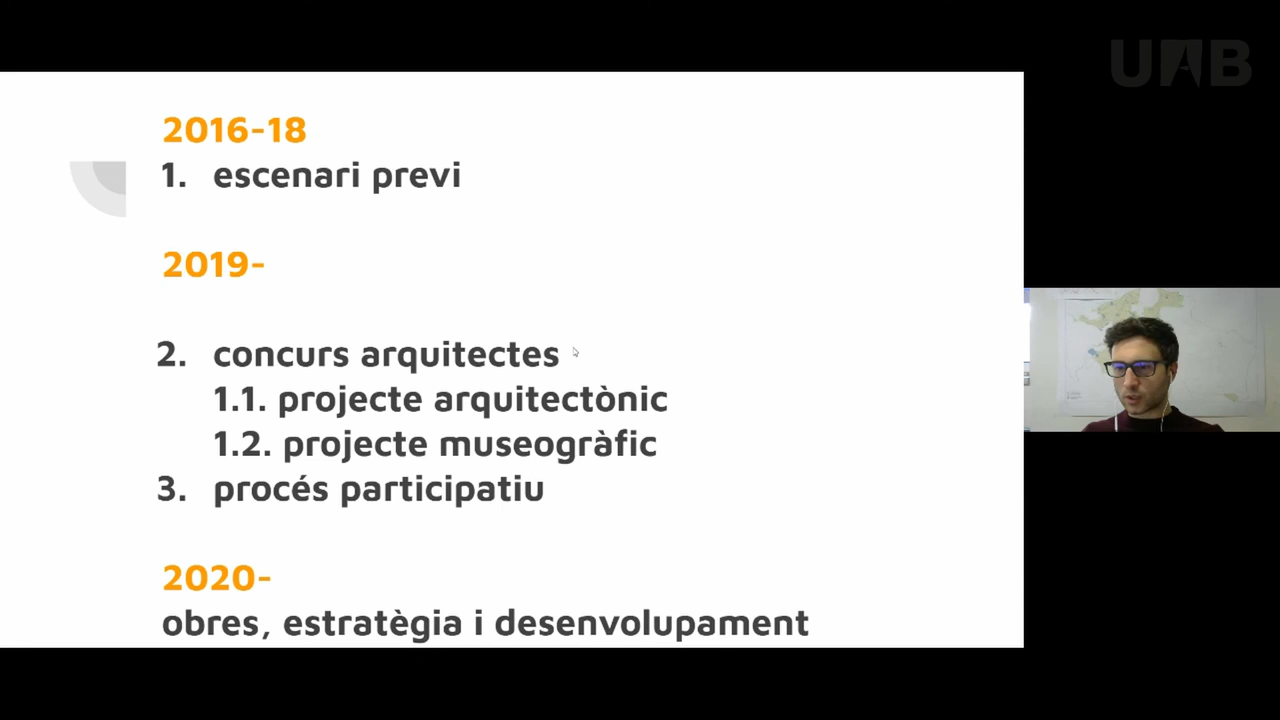 UAB
2016-18
1. escenari previ
2019-
2. concurs arquitectes
1.1. projecte arquitectònic
1.2. projecte museogràfic
3. procés participatiu
2020-
obres, estratègia i desenvolupament